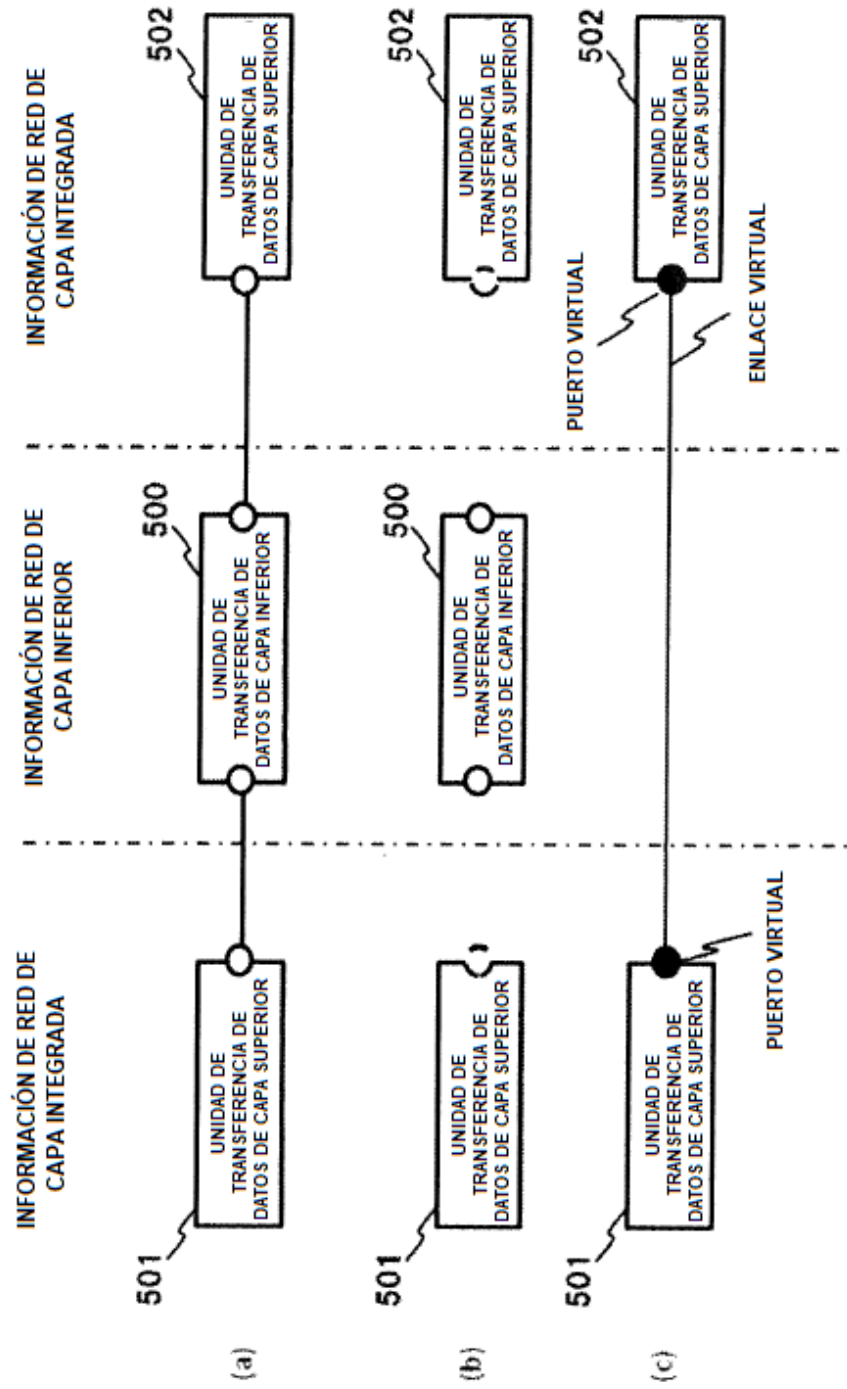 INFORMACIÓN DE RED DE
CAPA INTEGRADA
INFORMACIÓN DE RED DE
CAPA INFERIOR
INFORMACIÓN DE RED DE
CAPA INTEGRADA
(a)
501
UNIDAD DE
TRANSFERENCIA DE
DATOS DE CAPA SUPERIOR
500
UNIDAD DE
TRANSFERENCIA DE
DATOS DE CAPA INFERIOR
502
UNIDAD DE
TRANSFERENCIA DE
DATOS DE CAPA SUPERIOR
(b)
501
UNIDAD DE
TRANSFERENCIA DE
DATOS DE CAPA SUPERIOR
500
UNIDAD DE
TRANSFERENCIA DE
DATOS DE CAPA INFERIOR
502
UNIDAD DE
TRANSFERENCIA DE
DATOS DE CAPA SUPERIOR
(c)
501
UNIDAD DE
TRANSFERENCIA DE
DATOS DE CAPA SUPERIOR
PUERTO VIRTUAL
PUERTO VIRTUAL
ENLACE VIRTUAL
502
UNIDAD DE
TRANSFERENCIA DE
DATOS DE CAPA SUPERIOR